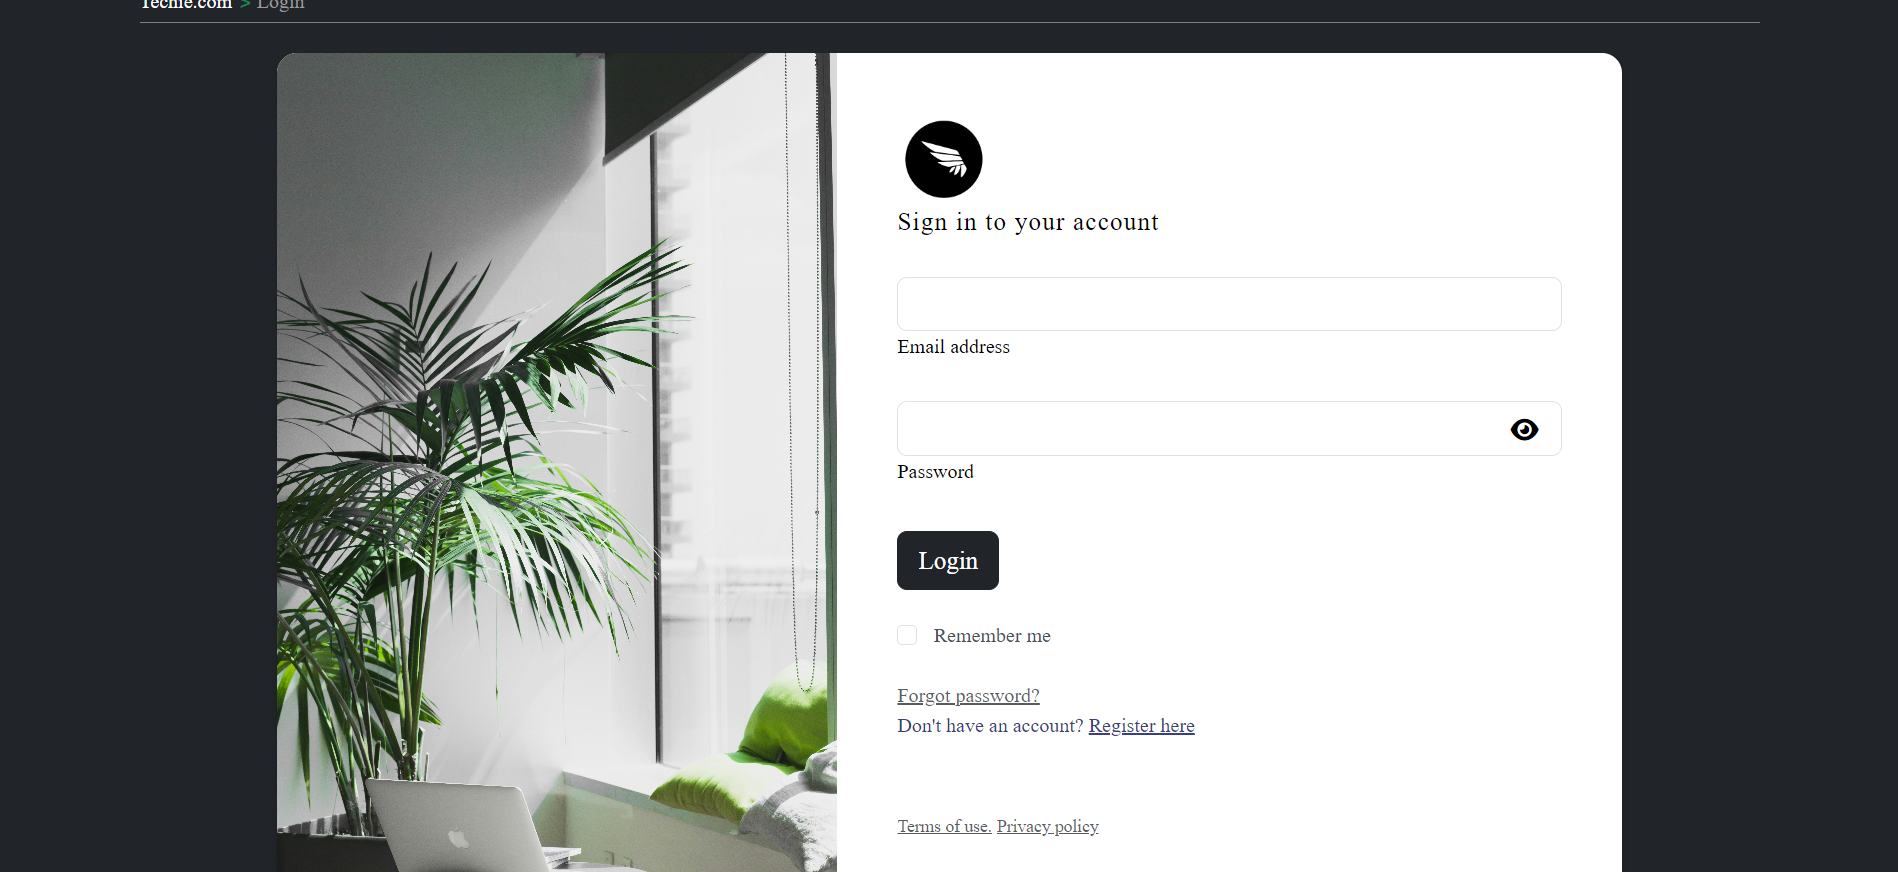 Techie.com > Login
Sign in to your account
Email address
Password
Login
Remember me
Forgot password?
Don't have an account? Register here
Terms of use. Privacy policy